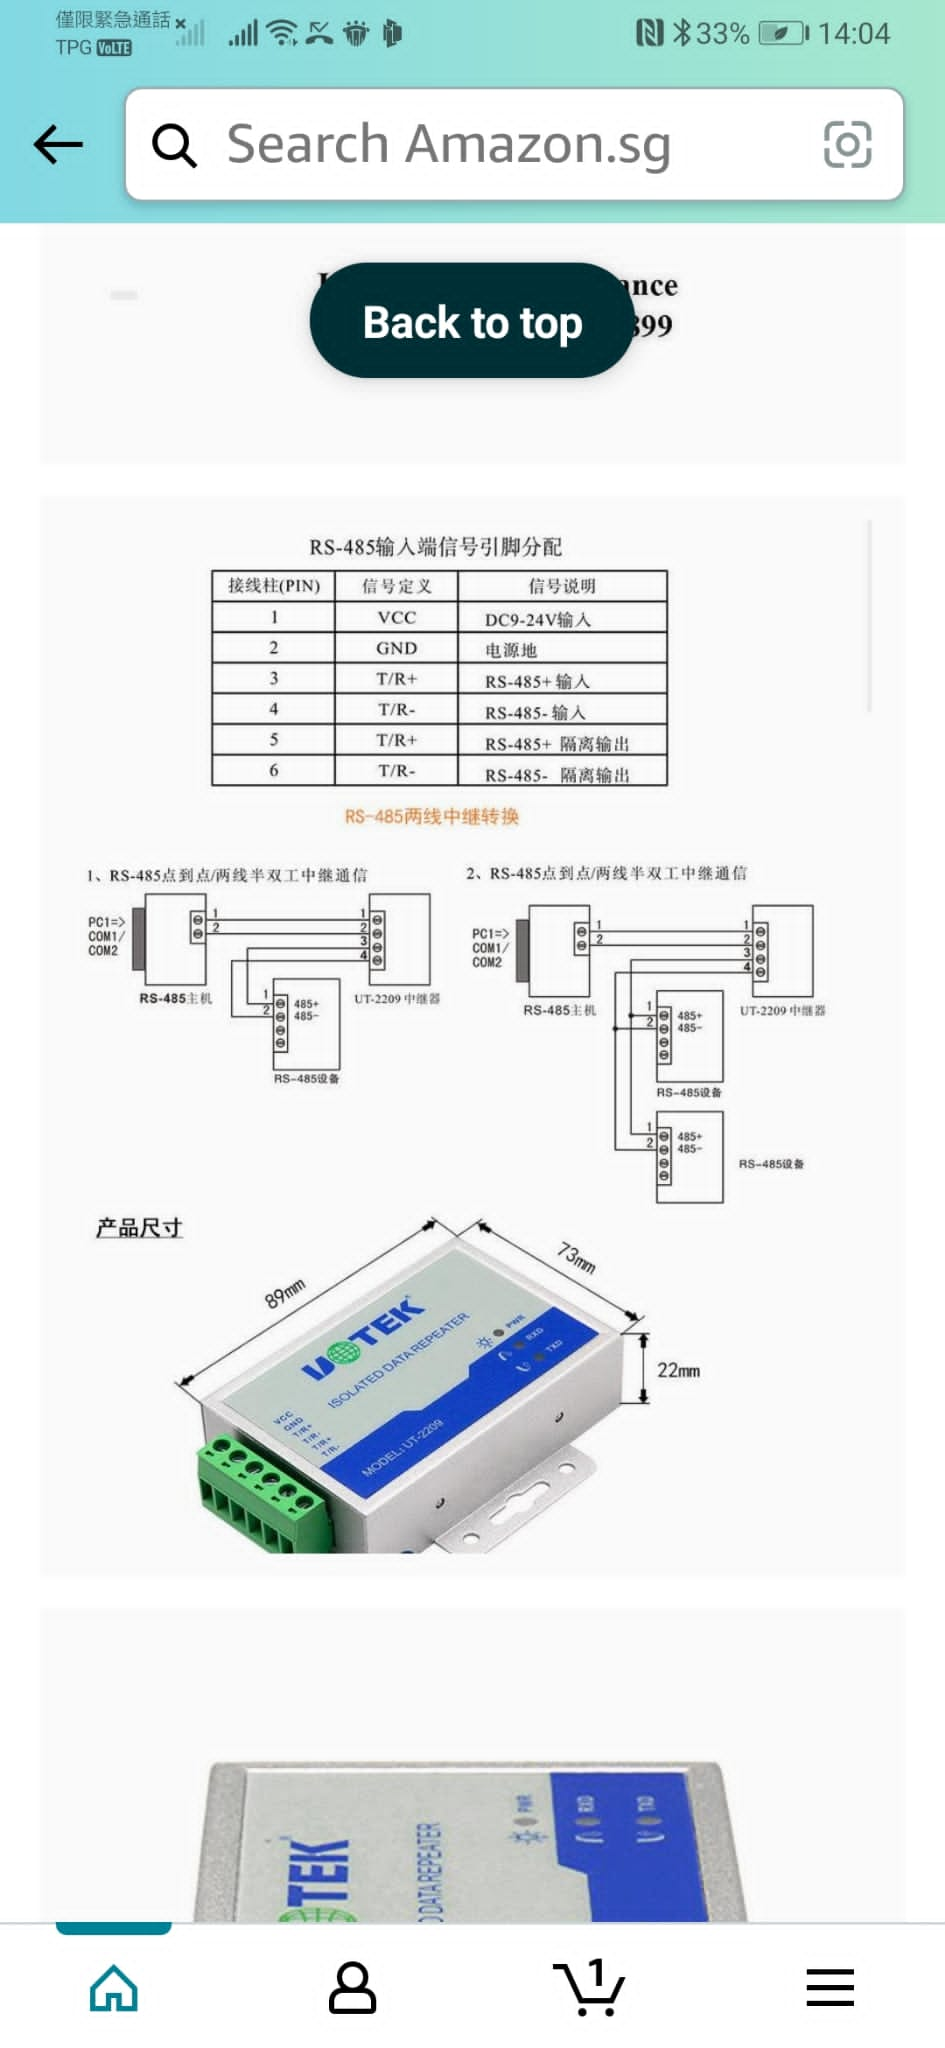 僅限緊急通話
TPG VoLTE
33% 14:04
Search Amazon.sg
Back to top
RS-485输入端信号引脚分配
接线柱(PIN) 信号定义 信号说明
1 VCC DC9-24V输入
2 GND 电源地
3 T/R+ RS-485+ 输入
4 T/R- RS-485- 输入
5 T/R+ RS-485+ 隔离输出
6 T/R- RS-485- 隔离输出
RS-485两线中继转换
1、RS-485点到点/两线半双工中继通信
PC1=>
COM1/
COM2
1
2
1
2
3
4
RS-485主机
UT-2209 中继器
1
2
485+
485-
RS-485设备
2、RS-485点到点/两线半双工中继通信
PC1=>
COM1/
COM2
1
2
1
2
3
4
RS-485主机
UT-2209 中继器
1
2
485+
485-
RS-485设备
1
2
485+
485-
RS-485设备
产品尺寸
89mm
73mm
22mm
TEK
ISOLATED DATA REPEATER
PWR
RXD
TXD
VCC
GND
T/R+
T/R-
T/R+
T/R-
MODEL: UT-2209
TEK
DATA REPEATER
PWR
RXD
TXD
1